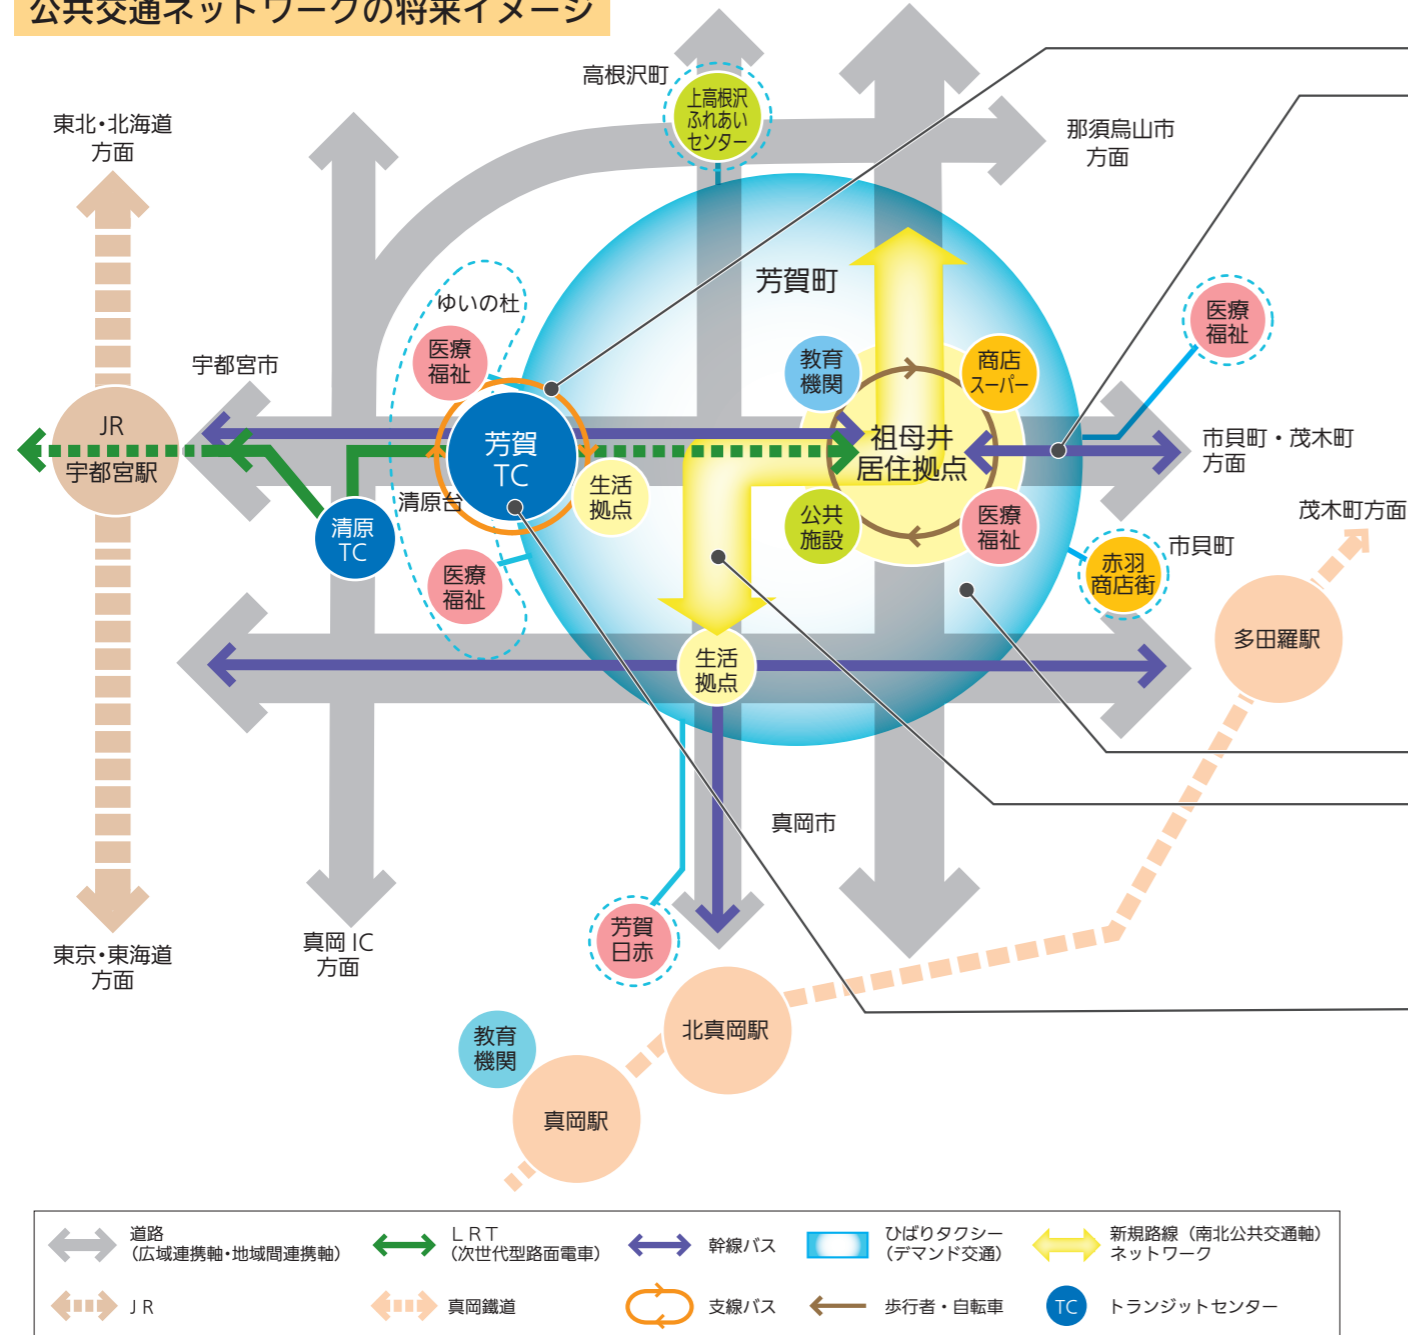 公共交通ネットワークの将来イメージ
高根沢町
上高根沢
ふれあい
センター
東北・北海道
方面
那須烏山市
方面
芳賀町
ゆいの杜
医療
福祉
宇都宮市
教育
機関
商店
スーパー
医療
福祉
JR
宇都宮駅
芳賀
TC
祖母井
居住拠点
市貝町・茂木町
方面
清原台
生活
拠点
清原
TC
公共
施設
医療
福祉
茂木町方面
市貝町
赤羽
商店街
医療
福祉
多田羅駅
生活
拠点
真岡市
芳賀
日赤
真岡 IC
方面
東京・東海道
方面
北真岡駅
教育
機関
真岡駅
道路
(広域連携軸・地域間連携軸)
ＬＲＴ
(次世代型路面電車)
幹線バス
ひばりタクシー
(デマンド交通)
新規路線（南北公共交通軸）
ネットワーク
ＪＲ
真岡鐵道
支線バス
歩行者・自転車
TC
トランジットセンター